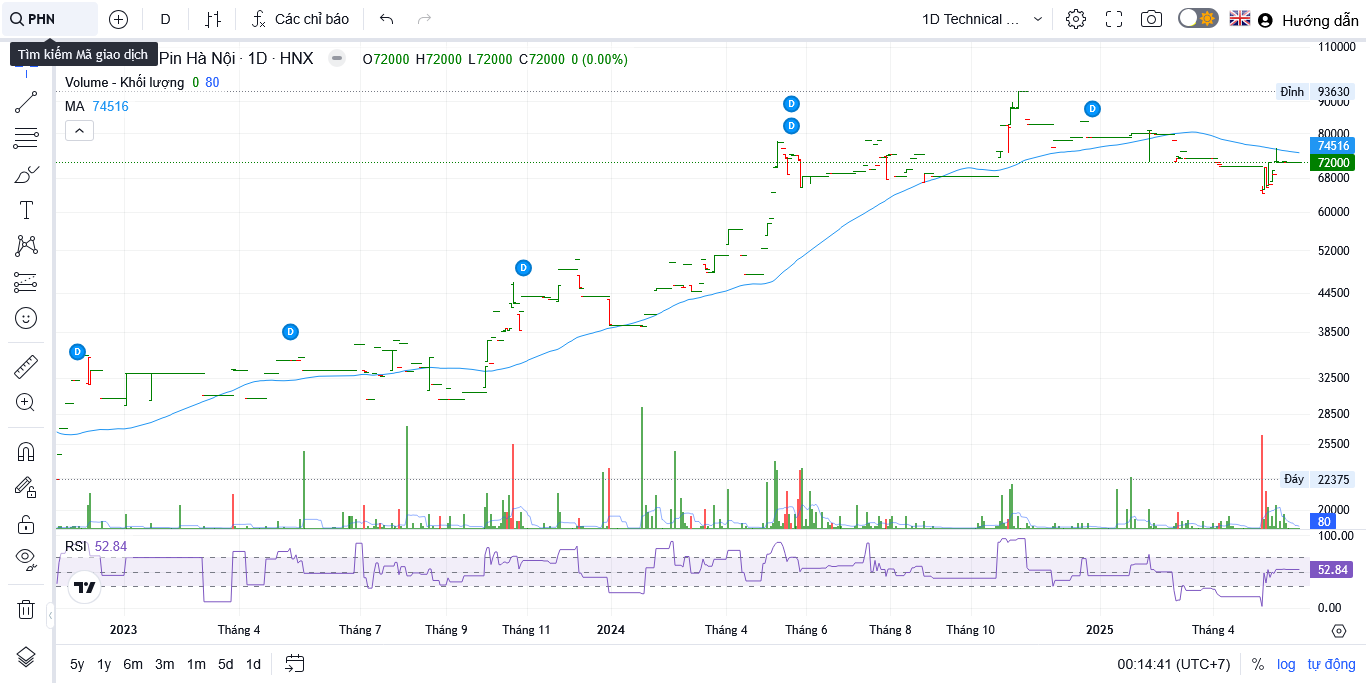 PHN
D
Các chỉ báo
1D Technical ...
Hướng dẫn
Tìm kiếm Mã giao dịch
Pin Hà Nội · 1D · HNX
O72000 H72000 L72000 C72000 0 (0.00%)
Volume - Khối lượng 0 80
MA 74516
110000
Đỉnh 93630
90000
80000
74516
72000
68000
60000
52000
44500
38500
32500
28500
25500
Đáy 22375
20000
80
D
D
D
D
D
D
RSI 52.84
100.00
52.84
0.00
2023
Tháng 4
Tháng 7
Tháng 9
Tháng 11
2024
Tháng 4
Tháng 6
Tháng 8
Tháng 10
2025
Tháng 4
5y 1y 6m 3m 1m 5d 1d
00:14:41 (UTC+7)
% log tự động